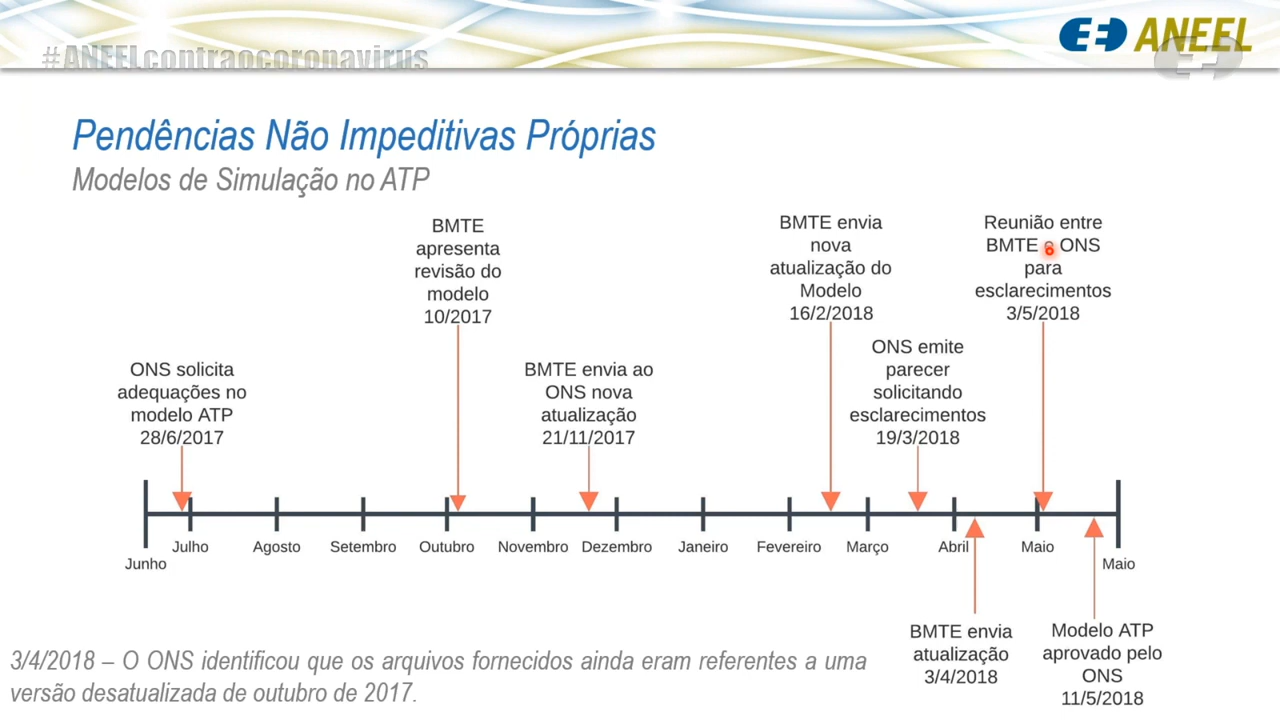 #ANEELcontraocoronavirus
ANEEL
Pendências Não Impeditivas Próprias
Modelos de Simulação no ATP
BMTE
apresenta
revisão do
modelo
10/2017
BMTE envia
nova
atualização do
Modelo
16/2/2018
Reunião entre
BMTE e ONS
para
esclarecimentos
3/5/2018
ONS solicita
adequações no
modelo ATP
28/6/2017
BMTE envia ao
ONS nova
atualização
21/11/2017
ONS emite
parecer
solicitando
esclarecimentos
19/3/2018
Junho
Julho
Agosto
Setembro
Outubro
Novembro
Dezembro
Janeiro
Fevereiro
Março
Abril
Maio
Maio
BMTE envia
atualização
3/4/2018
Modelo ATP
aprovado pelo
ONS
11/5/2018
3/4/2018 – O ONS identificou que os arquivos fornecidos ainda eram referentes a uma
versão desatualizada de outubro de 2017.